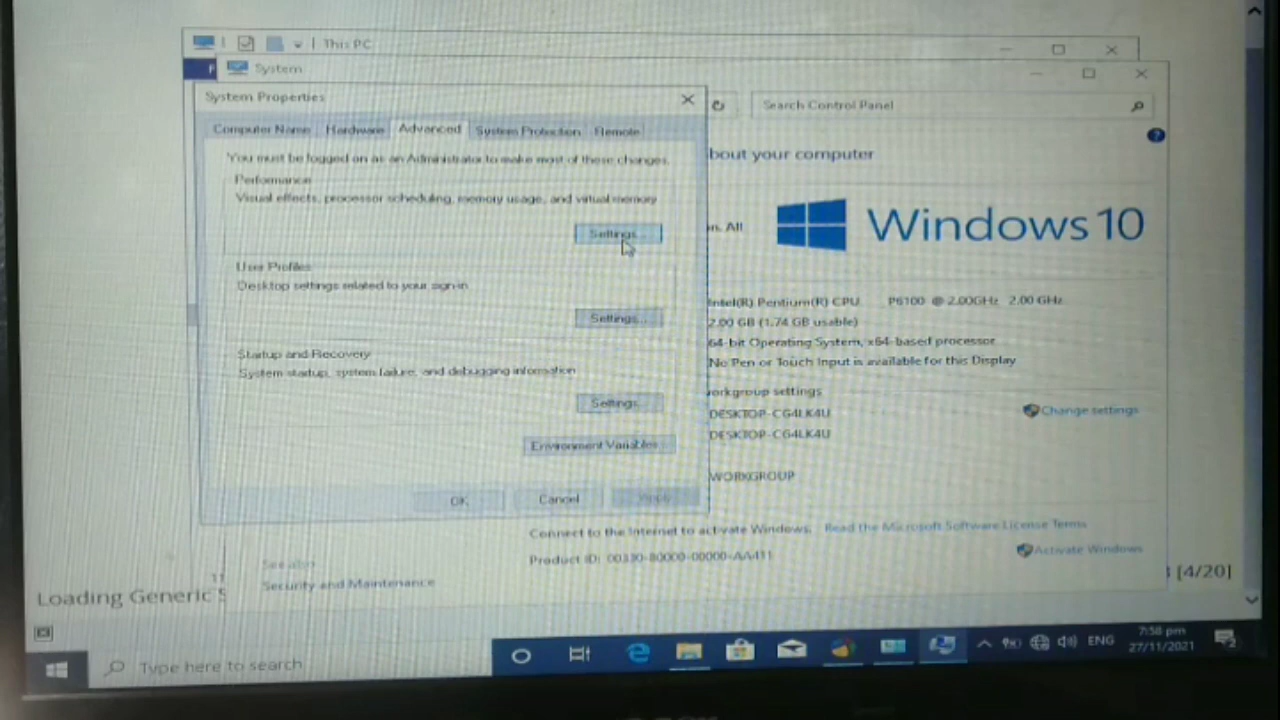 This PC
System
System Properties
Search Control Panel
Computer Name Hardware Advanced System Protection Remote
You must be logged on as an Administrator to make most of these changes.
bout your computer
Performance
Visual effects, processor scheduling, memory usage, and virtual memory
Settings...
n. All
Windows 10
User Profiles
Desktop settings related to your sign-in
Settings...
Intel(R) Pentium(R) CPU P6100 @ 2.00GHz 2.00 GHz
2.00 GB (1.74 GB usable)
64-bit Operating System, x64-based processor
No Pen or Touch Input is available for this Display
Startup and Recovery
System startup, system failure, and debugging information
Settings...
orkgroup settings
DESKTOP-CG4LK4U
Change settings
DESKTOP-CG4LK4U
Environment Variables...
WORKGROUP
OK Cancel Apply
Connect to the Internet to activate Windows. Read the Microsoft Software License Terms
Product ID: 00330-80000-00000-AA411
Activate Windows
See also
Security and Maintenance
[4/20]
Loading Generic S
Type here to search
ENG
7:58 pm
27/11/2021